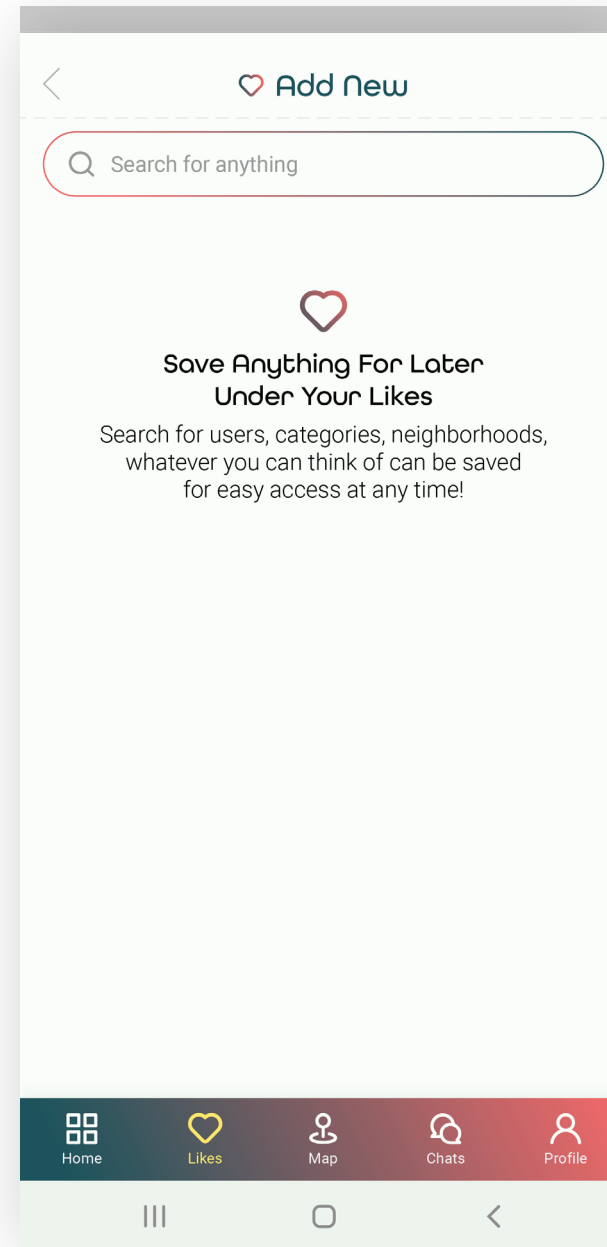 Add New
Search for anything
Save Anything For Later
Under Your Likes
Search for users, categories, neighborhoods,
whatever you can think of can be saved
for easy access at any time!
Home
Likes
Map
Chats
Profile